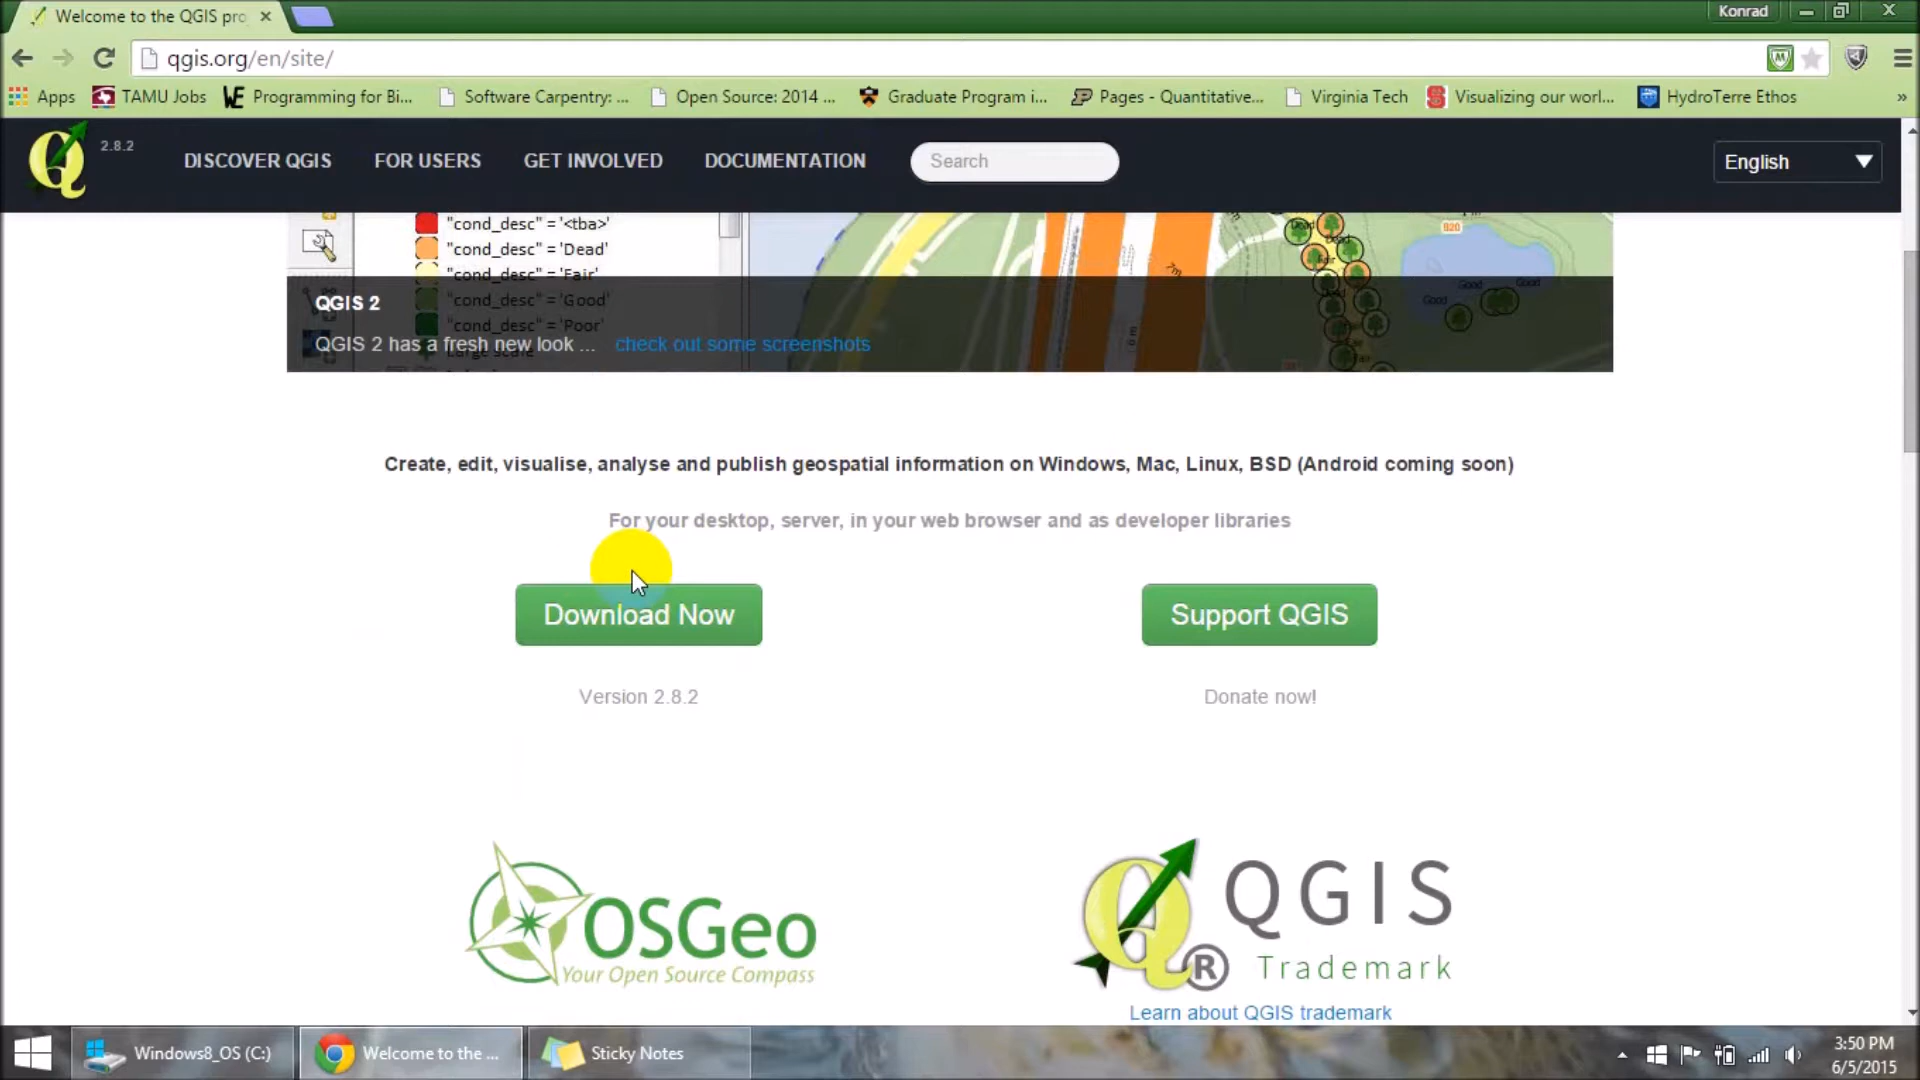 Welcome to the QGIS pro
Konrad
qgis.org/en/site/
Apps TAMU Jobs Programming for Bi... Software Carpentry: ... Open Source: 2014 ... Graduate Program i... Pages - Quantitative... Virginia Tech Visualizing our worl... HydroTerre Ethos »
2.8.2 DISCOVER QGIS FOR USERS GET INVOLVED DOCUMENTATION Search English
"cond_desc" = '<tba>'
"cond_desc" = 'Dead'
"cond_desc" = 'Fair'
"cond_desc" = 'Good'
"cond_desc" = 'Poor'
B20
7m
Good Good Good
QGIS 2
QGIS 2 has a fresh new look ... check out some screenshots
Create, edit, visualise, analyse and publish geospatial information on Windows, Mac, Linux, BSD (Android coming soon)
For your desktop, server, in your web browser and as developer libraries
Download Now Support QGIS
Version 2.8.2 Donate now!
OSGeo
Your Open Source Compass
QGIS
Trademark
Learn about QGIS trademark
Windows8_OS (C:) Welcome to the ... Sticky Notes
3:50 PM
6/5/2015